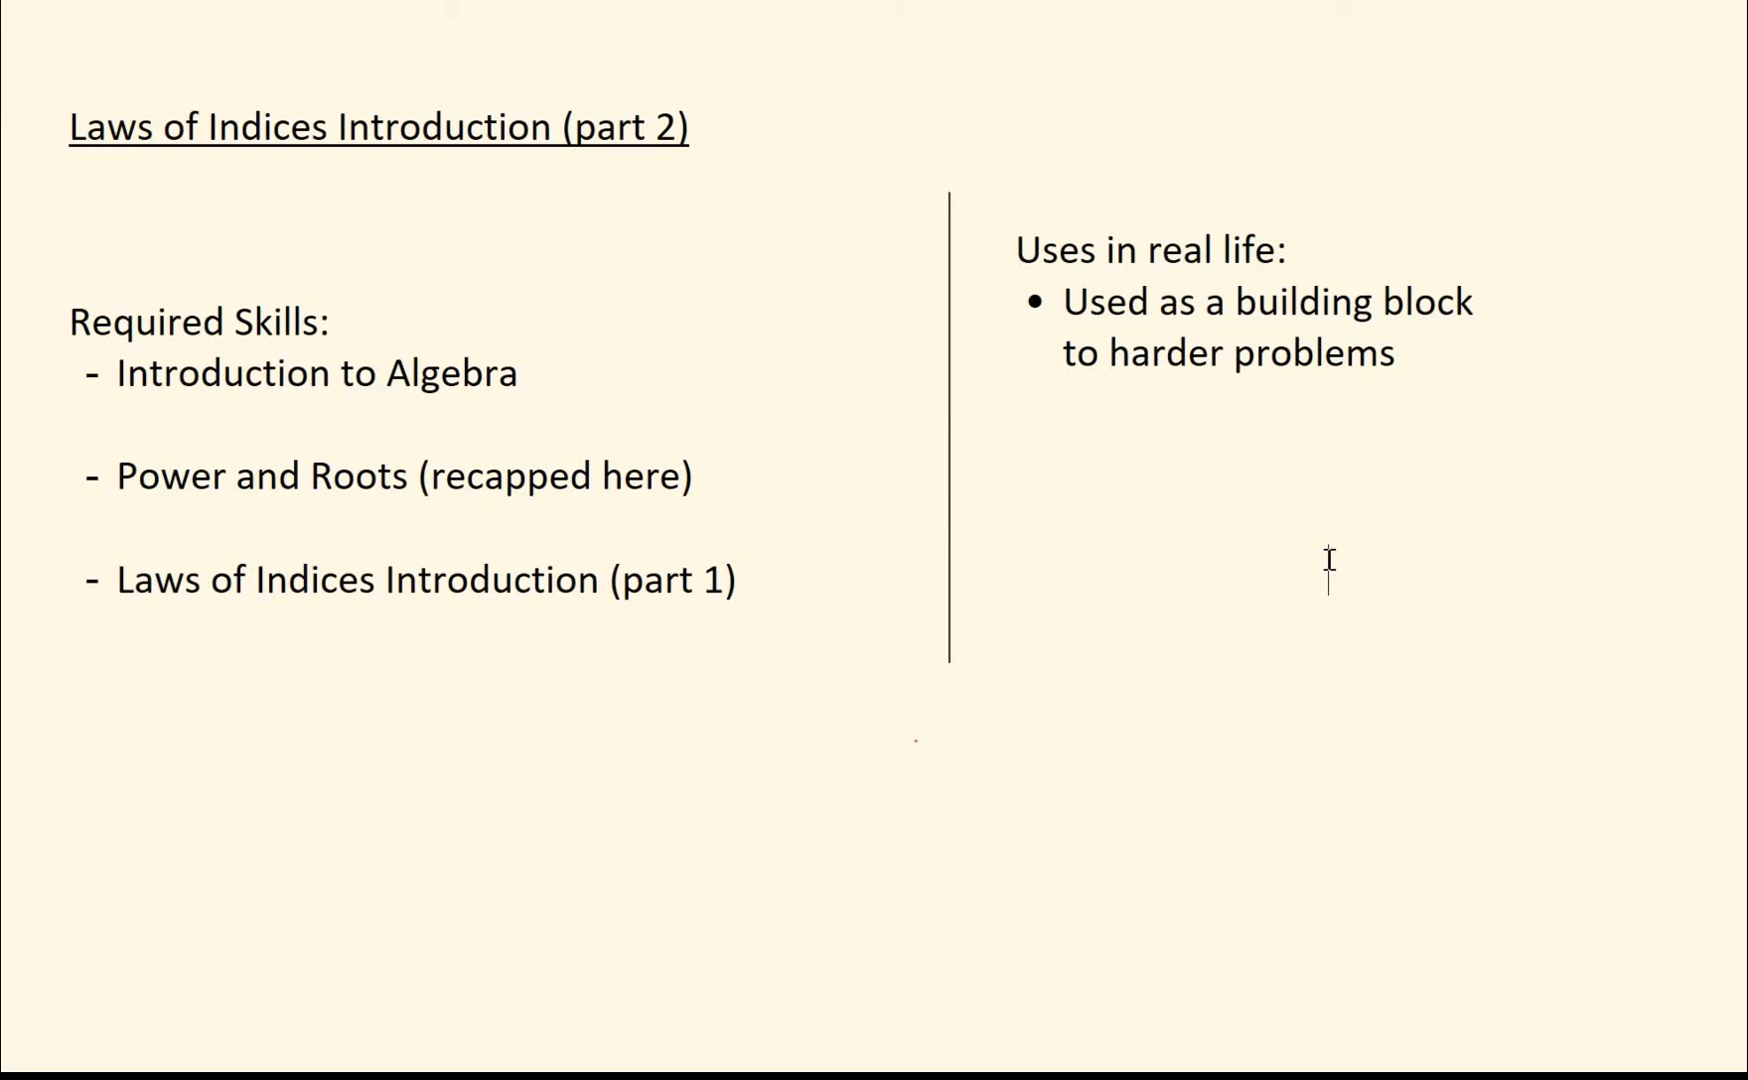 Laws of Indices Introduction (part 2)
Required Skills:
- Introduction to Algebra
- Power and Roots (recapped here)
- Laws of Indices Introduction (part 1)
Uses in real life:
• Used as a building block
to harder problems